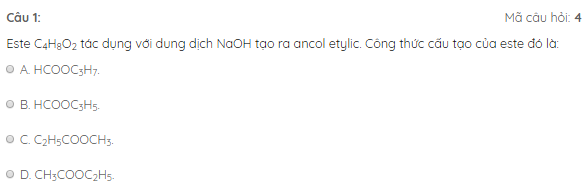 Câu 1: Mã câu hỏi: 4
Este C₄H₈O₂ tác dụng với dung dịch NaOH tạo ra ancol etylic. Công thức cấu tạo của este đó là:
A. HCOOC₃H₇.
B. HCOOC₃H₅.
C. C₂H₅COOCH₃.
D. CH₃COOC₂H₅.